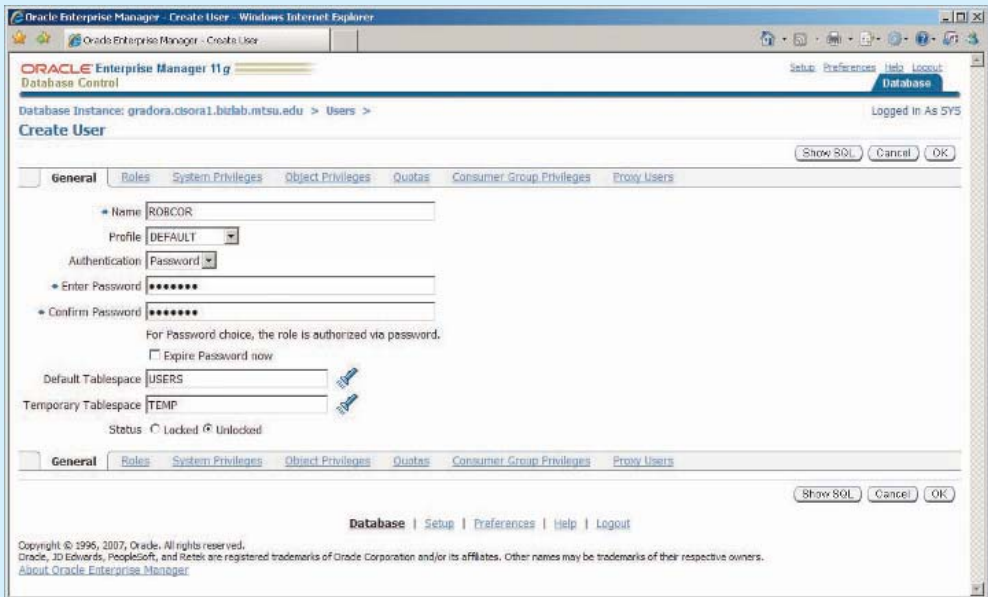 Oracle Enterprise Manager - Create User - Windows Internet Explorer
Oracle Enterprise Manager - Create User
ORACLE Enterprise Manager 11g
Database Control
Setup Preferences Help Logout
Database
Database Instance: gradora.cisora1.bizlab.mtsu.edu > Users >
Logged in As SYS
Create User
Show SQL Cancel OK
General Roles System Privileges Object Privileges Quotas Consumer Group Privileges Proxy Users
Name ROBCOR
Profile DEFAULT
Authentication Password
Enter Password •••••••
Confirm Password •••••••
For Password choice, the role is authorized via password.
Expire Password now
Default Tablespace USERS
Temporary Tablespace TEMP
Status Locked Unlocked
General Roles System Privileges Object Privileges Quotas Consumer Group Privileges Proxy Users
Show SQL Cancel OK
Database | Setup | Preferences | Help | Logout
Copyright © 1996, 2007, Oracle. All rights reserved.
Oracle, JD Edwards, PeopleSoft, and Retek are registered trademarks of Oracle Corporation and/or its affiliates. Other names may be trademarks of their respective owners.
About Oracle Enterprise Manager